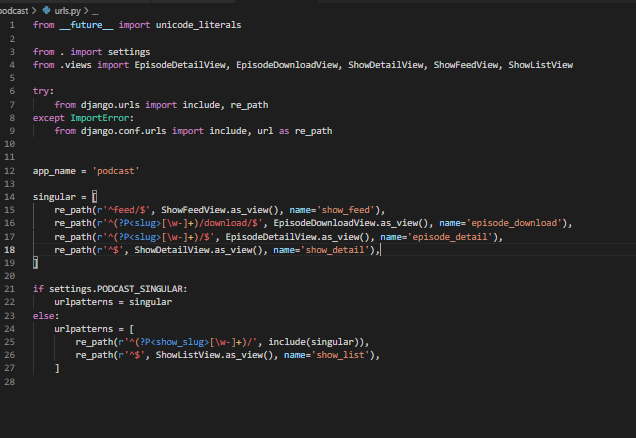 podcast > urls.py > ...
1 from __future__ import unicode_literals
2
3 from . import settings
4 from .views import EpisodeDetailView, EpisodeDownloadView, ShowDetailView, ShowFeedView, ShowListView
5
6 try:
7     from django.urls import include, re_path
8 except ImportError:
9     from django.conf.urls import include, url as re_path
10
11
12 app_name = 'podcast'
13
14 singular = [
15     re_path(r'^feed/$', ShowFeedView.as_view(), name='show_feed'),
16     re_path(r'^(?P<slug>[\w-]+)/download/$', EpisodeDownloadView.as_view(), name='episode_download'),
17     re_path(r'^(?P<slug>[\w-]+)/$', EpisodeDetailView.as_view(), name='episode_detail'),
18     re_path(r'^$', ShowDetailView.as_view(), name='show_detail'),
19 ]
20
21 if settings.PODCAST_SINGULAR:
22     urlpatterns = singular
23 else:
24     urlpatterns = [
25         re_path(r'^(?P<show_slug>[\w-]+)/', include(singular)),
26         re_path(r'^$', ShowListView.as_view(), name='show_list'),
27     ]
28